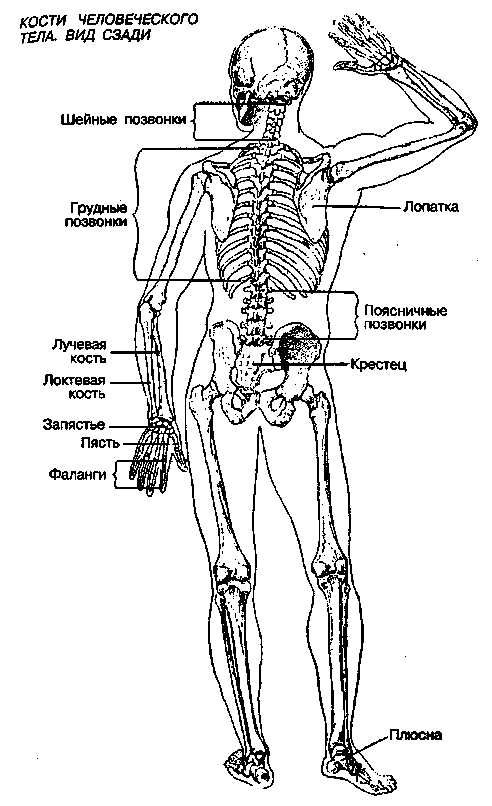 КОСТИ ЧЕЛОВЕЧЕСКОГО
ТЕЛА. ВИД СЗАДИ
Шейные позвонки
Грудные
позвонки
Лопатка
Поясничные
позвонки
Лучевая
кость
Крестец
Локтевая
кость
Запястье
Пясть
Фаланги
Плюсна